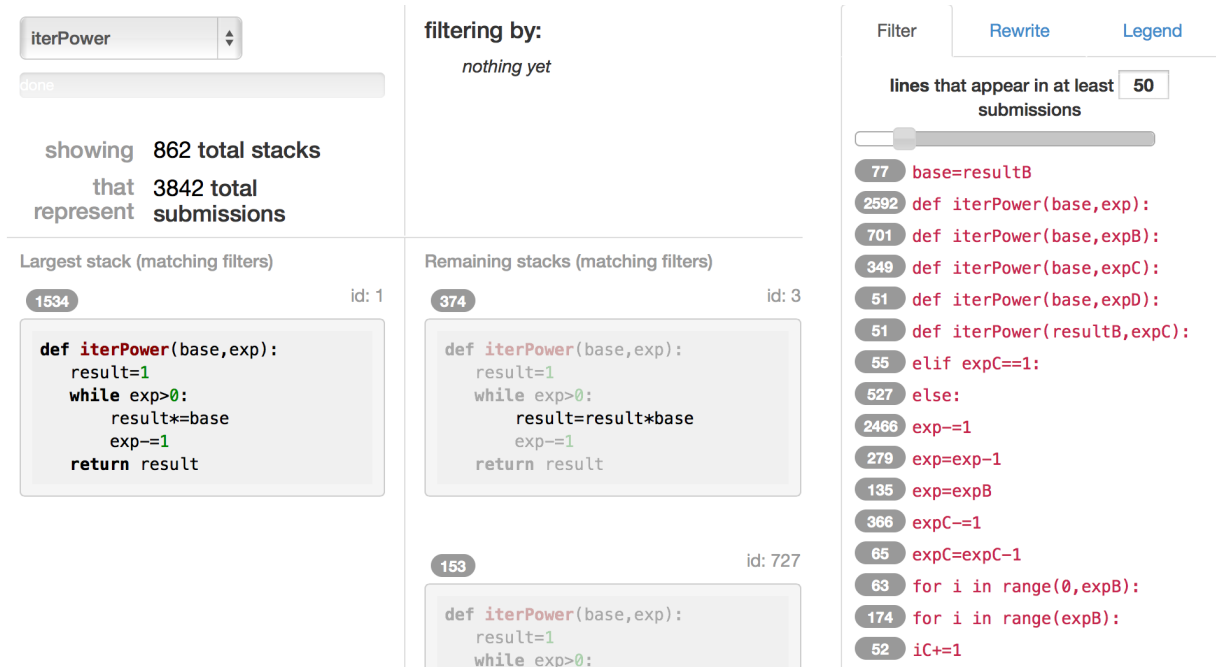 iterPower
done
showing 862 total stacks
that 3842 total
represent submissions
filtering by:
nothing yet
Largest stack (matching filters)
1534 id: 1
def iterPower(base,exp):
result=1
while exp>0:
result*=base
exp-=1
return result
Remaining stacks (matching filters)
374 id: 3
def iterPower(base,exp):
result=1
while exp>0:
result=result*base
exp-=1
return result
153 id: 727
def iterPower(base,exp):
result=1
while exp>0:
Filter Rewrite Legend
lines that appear in at least 50
submissions
77 base=resultB
2592 def iterPower(base,exp):
701 def iterPower(base,expB):
349 def iterPower(base,expC):
51 def iterPower(base,expD):
51 def iterPower(resultB,expC):
55 elif expC==1:
527 else:
2466 exp-=1
279 exp=exp-1
135 exp=expB
366 expC-=1
65 expC=expC-1
63 for i in range(0,expB):
174 for i in range(expB):
52 iC+=1